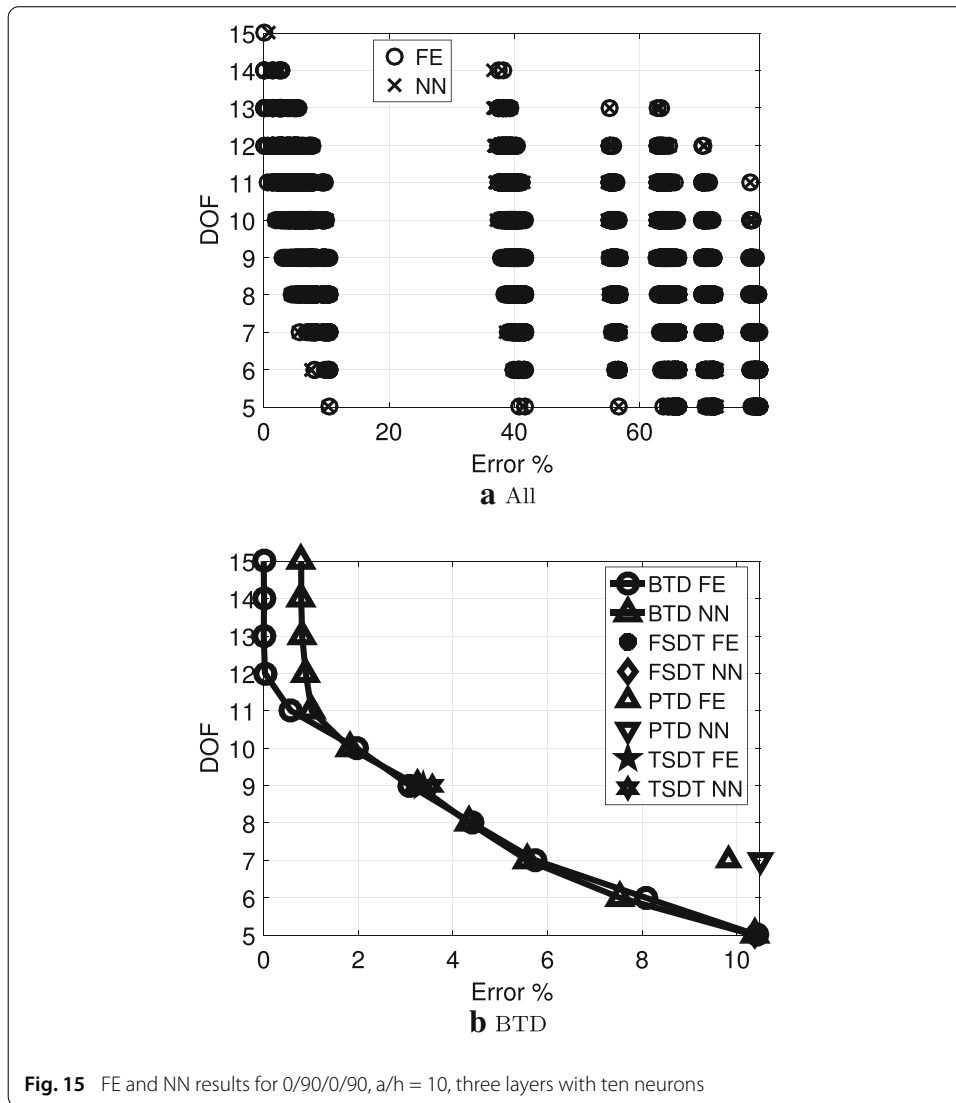 15
14
13
12
11
10
9
8
7
6
5
DOF
FE
NN
0
20
40
60
Error %
a All
15
14
13
12
11
10
9
8
7
6
5
DOF
BTD FE
BTD NN
FSDT FE
FSDT NN
PTD FE
PTD NN
TSDT FE
TSDT NN
0
2
4
6
8
10
Error %
b BTD
Fig. 15 FE and NN results for 0/90/0/90, a/h = 10, three layers with ten neurons